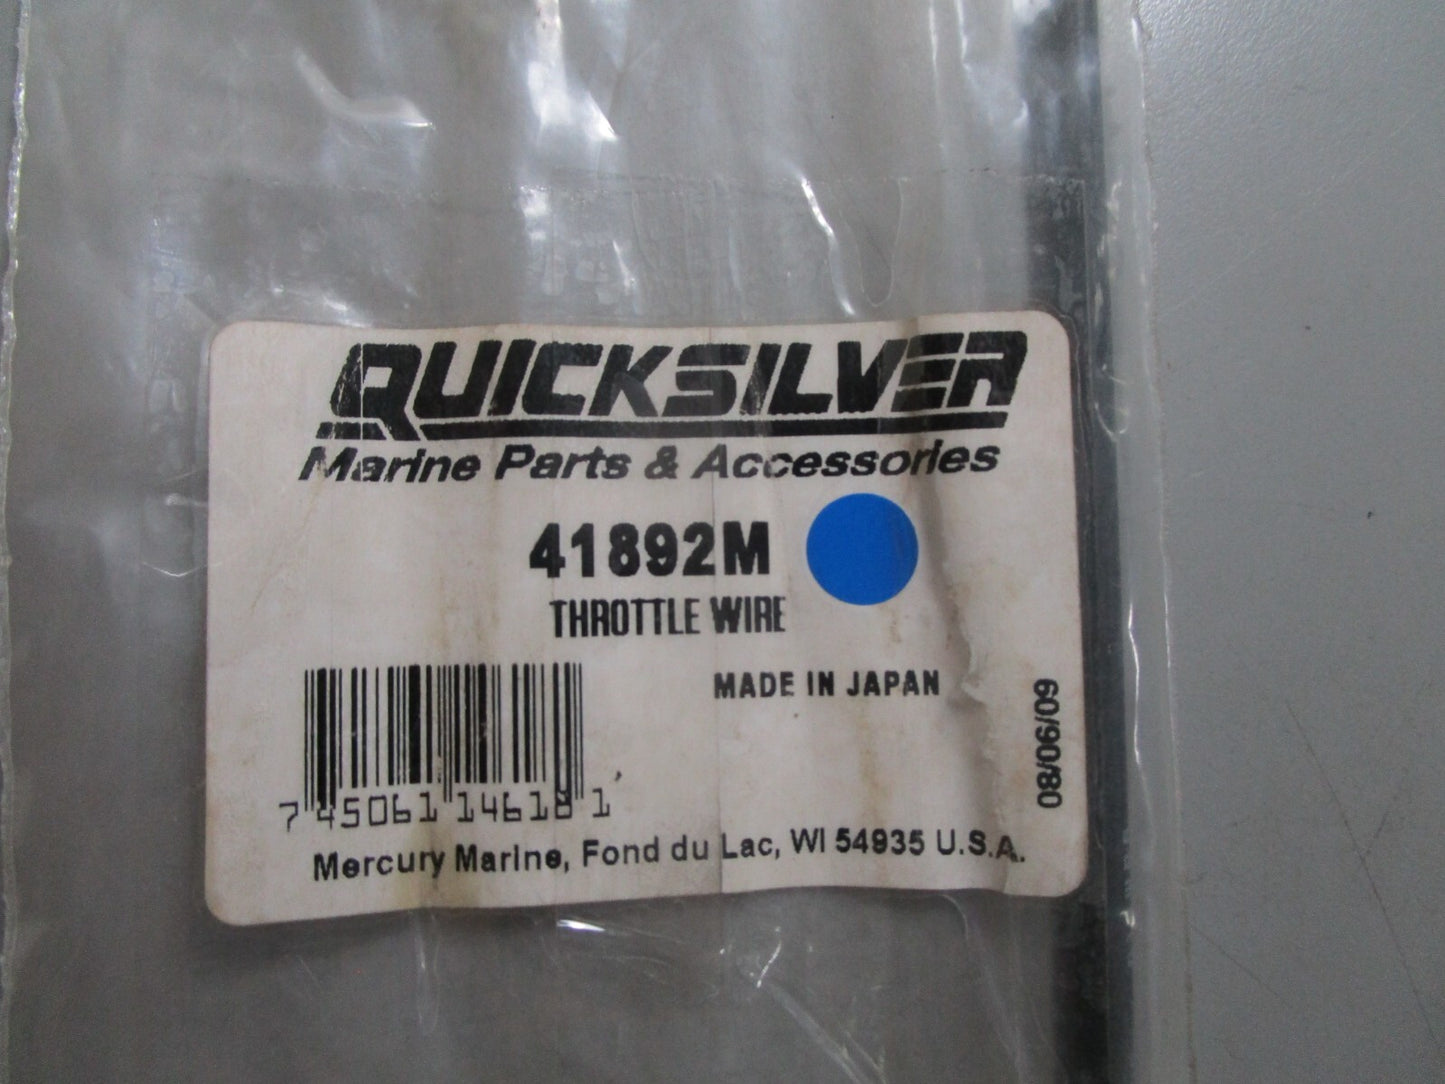 QUICKSILVER
Marine Parts & Accessories
41892M
THROTTLE WIRE
MADE IN JAPAN
08/06/09
7 45061 14618 1
Mercury Marine, Fond du Lac, WI 54935 U.S.A.